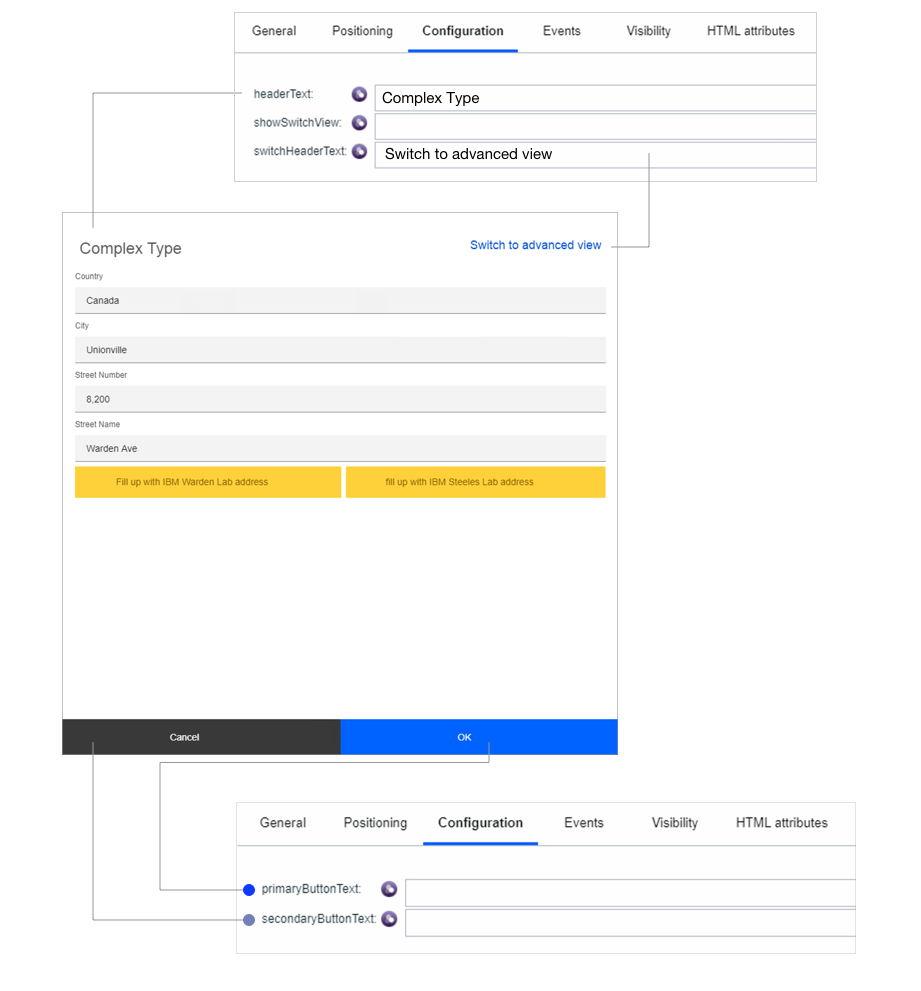 General Positioning Configuration Events Visibility HTML attributes
headerText: Complex Type
showSwitchView:
switchHeaderText: Switch to advanced view
Complex Type Switch to advanced view
Country
Canada
City
Unionville
Street Number
8,200
Street Name
Warden Ave
Fill up with IBM Warden Lab address fill up with IBM Steeles Lab address
Cancel OK
General Positioning Configuration Events Visibility HTML attributes
primaryButtonText:
secondaryButtonText: